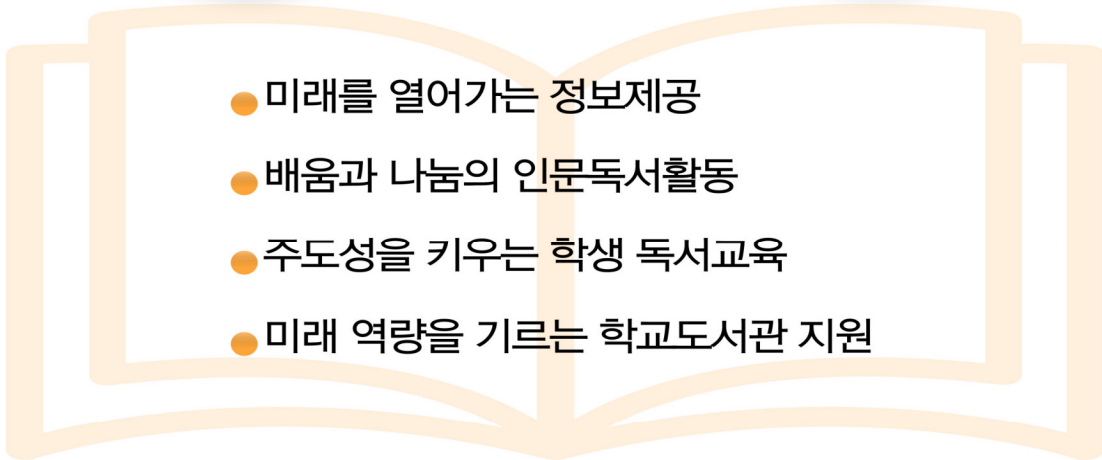 미래를 열어가는 정보제공
배움과 나눔의 인문독서활동
주도성을 키우는 학생 독서교육
미래 역량을 기르는 학교도서관 지원